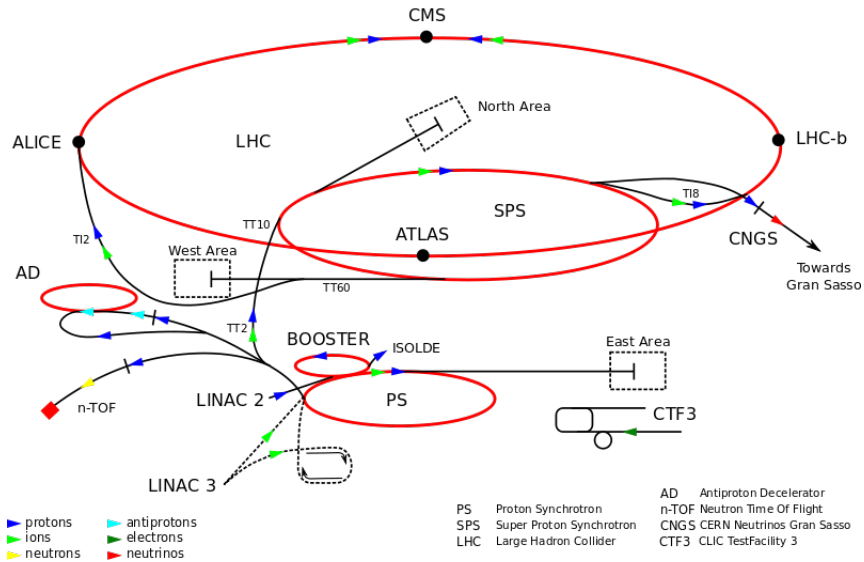 CMS
North Area
ALICE
LHC
LHC-b
TI8
SPS
TT10
ATLAS
CNGS
TI2
West Area
Towards
Gran Sasso
AD
TT60
TT2
BOOSTER
ISOLDE
East Area
LINAC 2
PS
n-TOF
CTF3
LINAC 3
protons
ions
neutrons
antiprotons
electrons
neutrinos
PS Proton Synchrotron
SPS Super Proton Synchrotron
LHC Large Hadron Collider
AD Antiproton Decelerator
n-TOF Neutron Time Of Flight
CNGS CERN Neutrinos Gran Sasso
CTF3 CLIC TestFacility 3